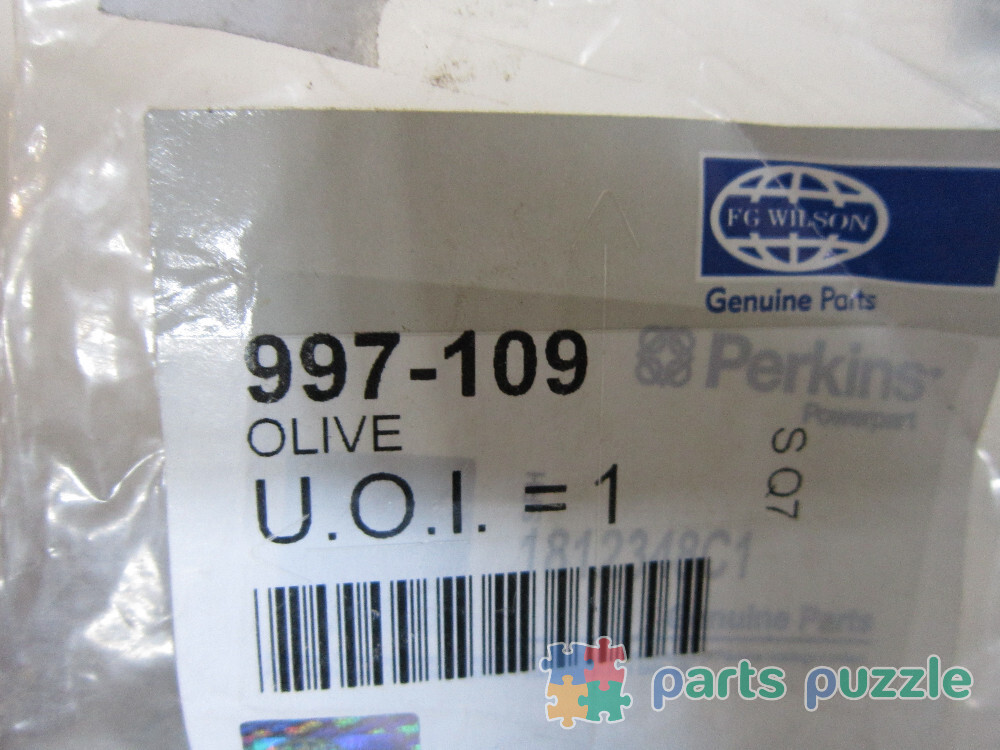 FG WILSON
Genuine Parts
997-109
Perkins
Powerpart
OLIVE
S Q7
U.O.I. = 1
1812348C1
Genuine Parts
parts puzzle